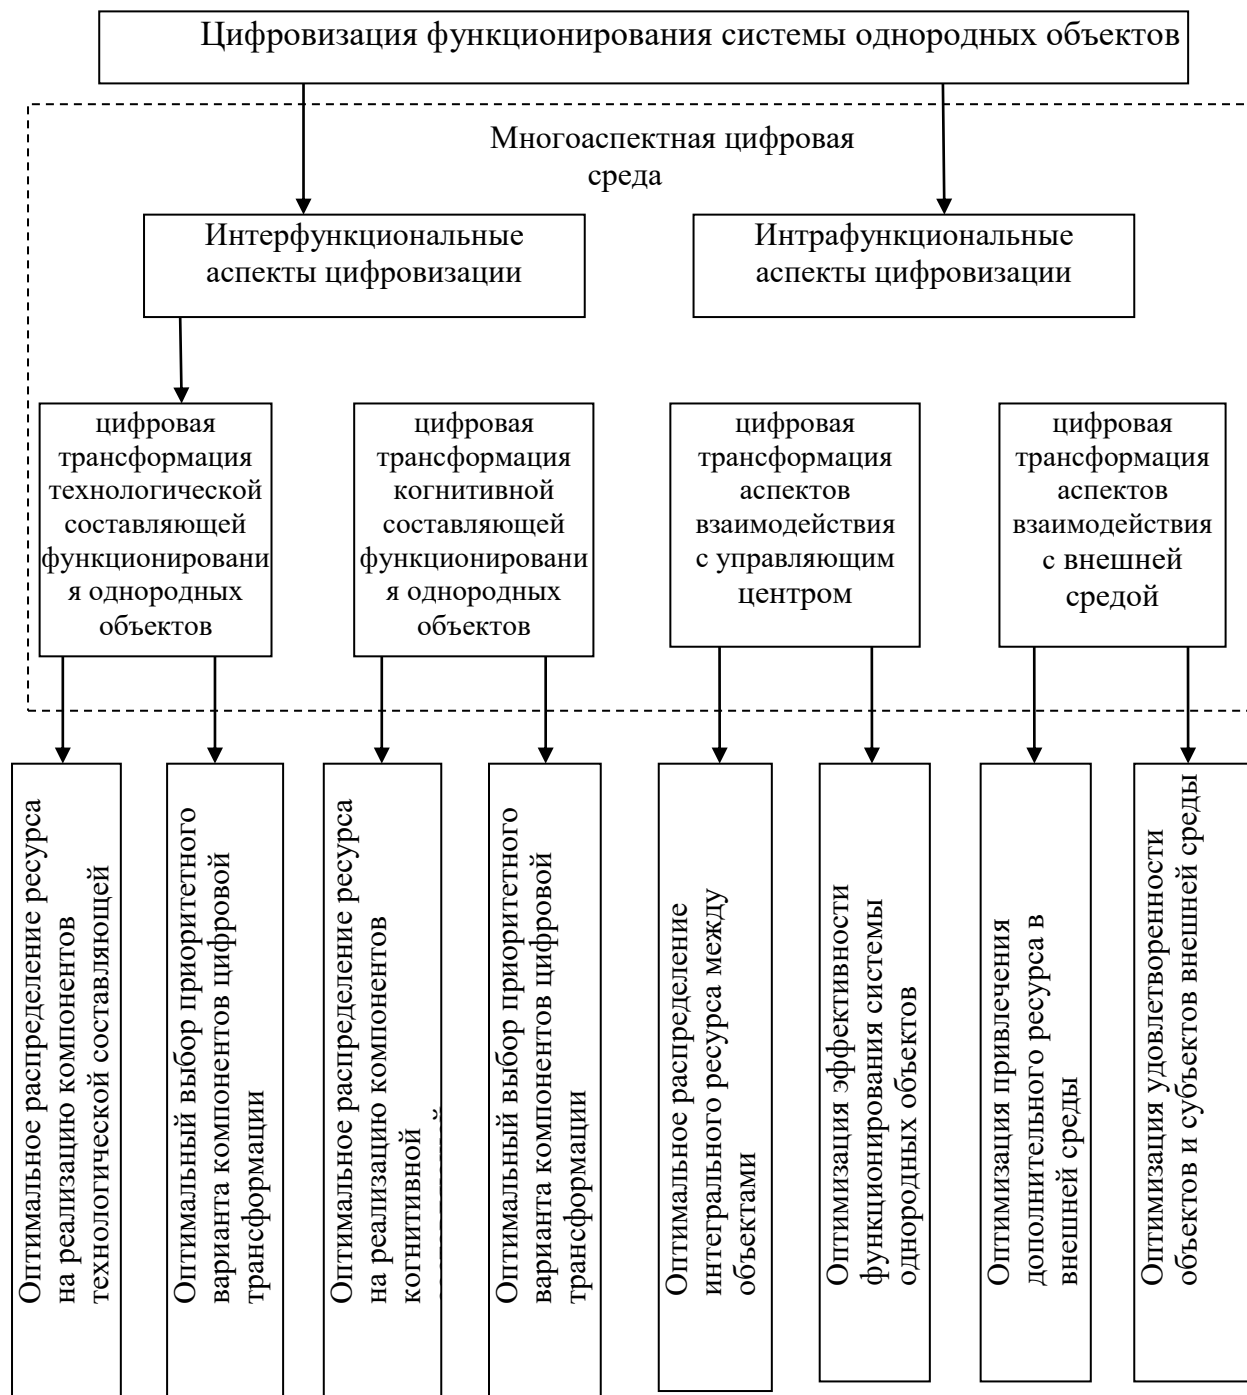 Цифровизация функционирования системы однородных объектов
Многоаспектная цифровая
среда
Интерфункциональные
аспекты цифровизации
Интрафункциональные
аспекты цифровизации
цифровая
трансформация
технологической
составляющей
функционировани
я однородных
объектов
цифровая
трансформация
когнитивной
составляющей
функционировани
я однородных
объектов
цифровая
трансформация
аспектов
взаимодействия
с управляющим
центром
цифровая
трансформация
аспектов
взаимодействия
с внешней
средой
Оптимальное распределение ресурса
на реализацию компонентов
технологической составляющей
Оптимальный выбор приоритетного
варианта компонентов цифровой
трансформации
Оптимальное распределение ресурса
на реализацию компонентов
когнитивной
Оптимальный выбор приоритетного
варианта компонентов цифровой
трансформации
Оптимальное распределение
интегрального ресурса между
объектами
Оптимизация эффективности
функционирования системы
однородных объектов
Оптимизация привлечения
дополнительного ресурса в
внешней среды
Оптимизация удовлетворенности
объектов и субъектов внешней среды